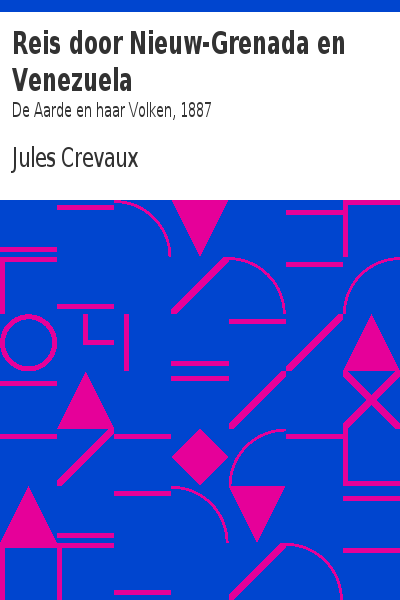 Reis door Nieuw-Grenada en
Venezuela
De Aarde en haar Volken, 1887
Jules Crevaux